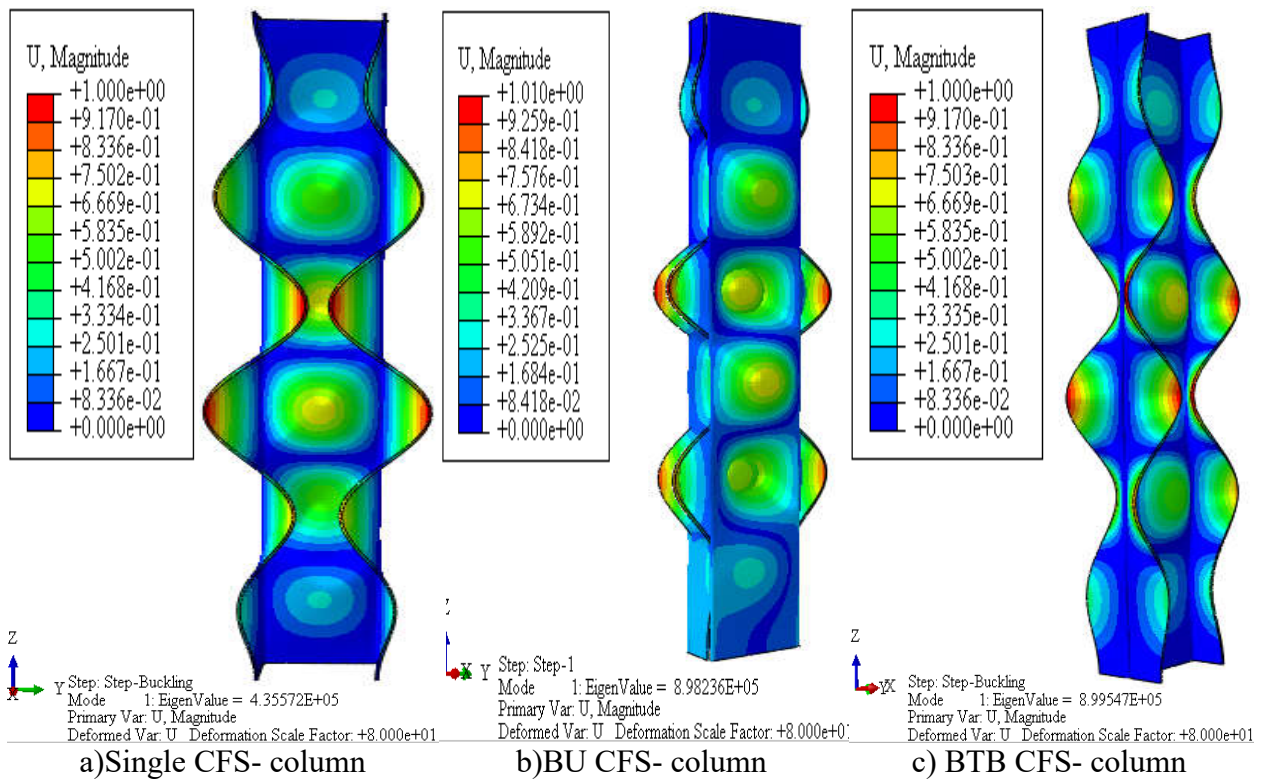 U, Magnitude
+1.000e+00
+9.170e-01
+8.336e-01
+7.502e-01
+6.669e-01
+5.835e-01
+5.002e-01
+4.168e-01
+3.334e-01
+2.501e-01
+1.667e-01
+8.336e-02
+0.000e+00
Z
Y
X
Step: Step-Buckling
Mode 1: EigenValue = 4.35572E+05
Primary Var: U, Magnitude
Deformed Var: U Deformation Scale Factor: +8.000e+01
a)Single CFS- column
U, Magnitude
+1.010e+00
+9.259e-01
+8.418e-01
+7.576e-01
+6.734e-01
+5.892e-01
+5.051e-01
+4.209e-01
+3.367e-01
+2.525e-01
+1.684e-01
+8.418e-02
+0.000e+00
X Y
Step: Step-1
Mode 1: EigenValue = 8.98236E+05
Primary Var: U, Magnitude
Deformed Var: U Deformation Scale Factor: +8.000e+0
b)BU CFS- column
U, Magnitude
+1.000e+00
+9.170e-01
+8.336e-01
+7.503e-01
+6.669e-01
+5.835e-01
+5.002e-01
+4.168e-01
+3.335e-01
+2.501e-01
+1.667e-01
+8.336e-02
+0.000e+00
Z
YX
Step: Step-Buckling
Mode 1: EigenValue = 8.99547E+05
Primary Var: U, Magnitude
Deformed Var: U Deformation Scale Factor: +8.000e+01
c) BTB CFS- column